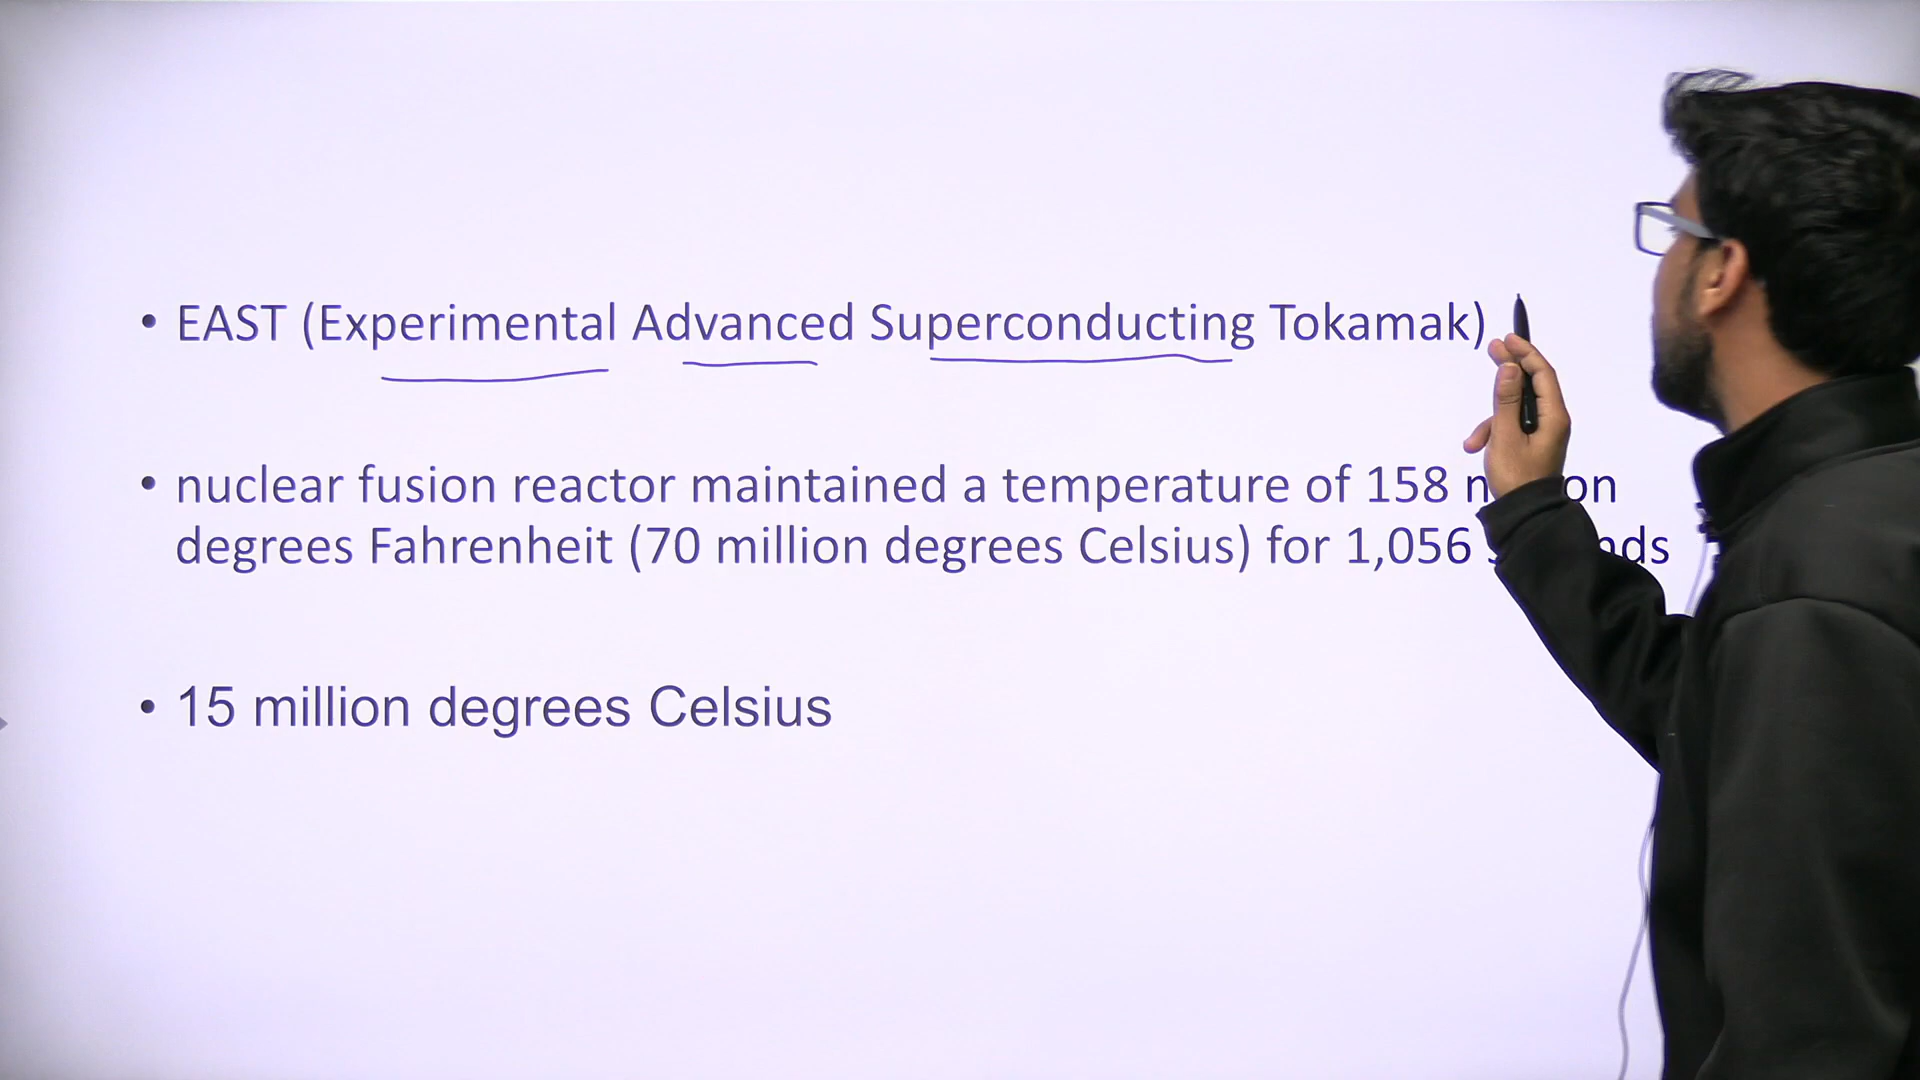 • EAST (Experimental Advanced Superconducting Tokamak)
• nuclear fusion reactor maintained a temperature of 158
degrees Fahrenheit (70 million degrees Celsius) for 1,056
• 15 million degrees Celsius